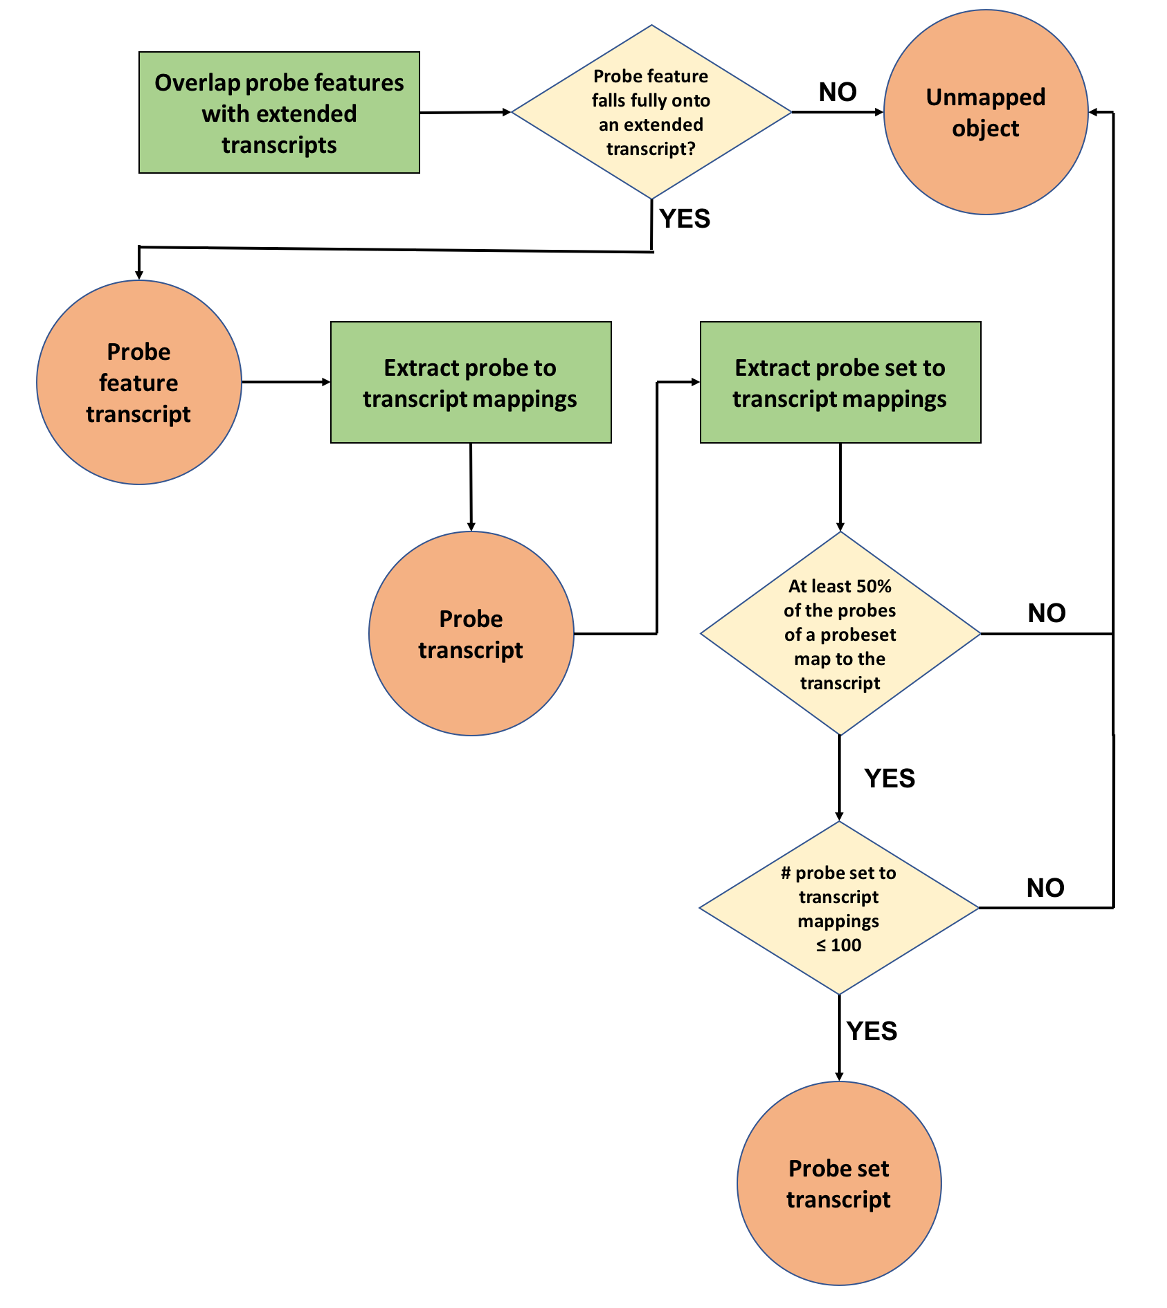 Overlap probe features
with extended
transcripts
Probe feature
falls fully onto
an extended
transcript?
NO
Unmapped
object
YES
Probe
feature
transcript
Extract probe to
transcript mappings
Extract probe set to
transcript mappings
Probe
transcript
At least 50%
of the probes
of a probeset
map to the
transcript
NO
YES
# probe set to
transcript
mappings
≤ 100
NO
YES
Probe set
transcript